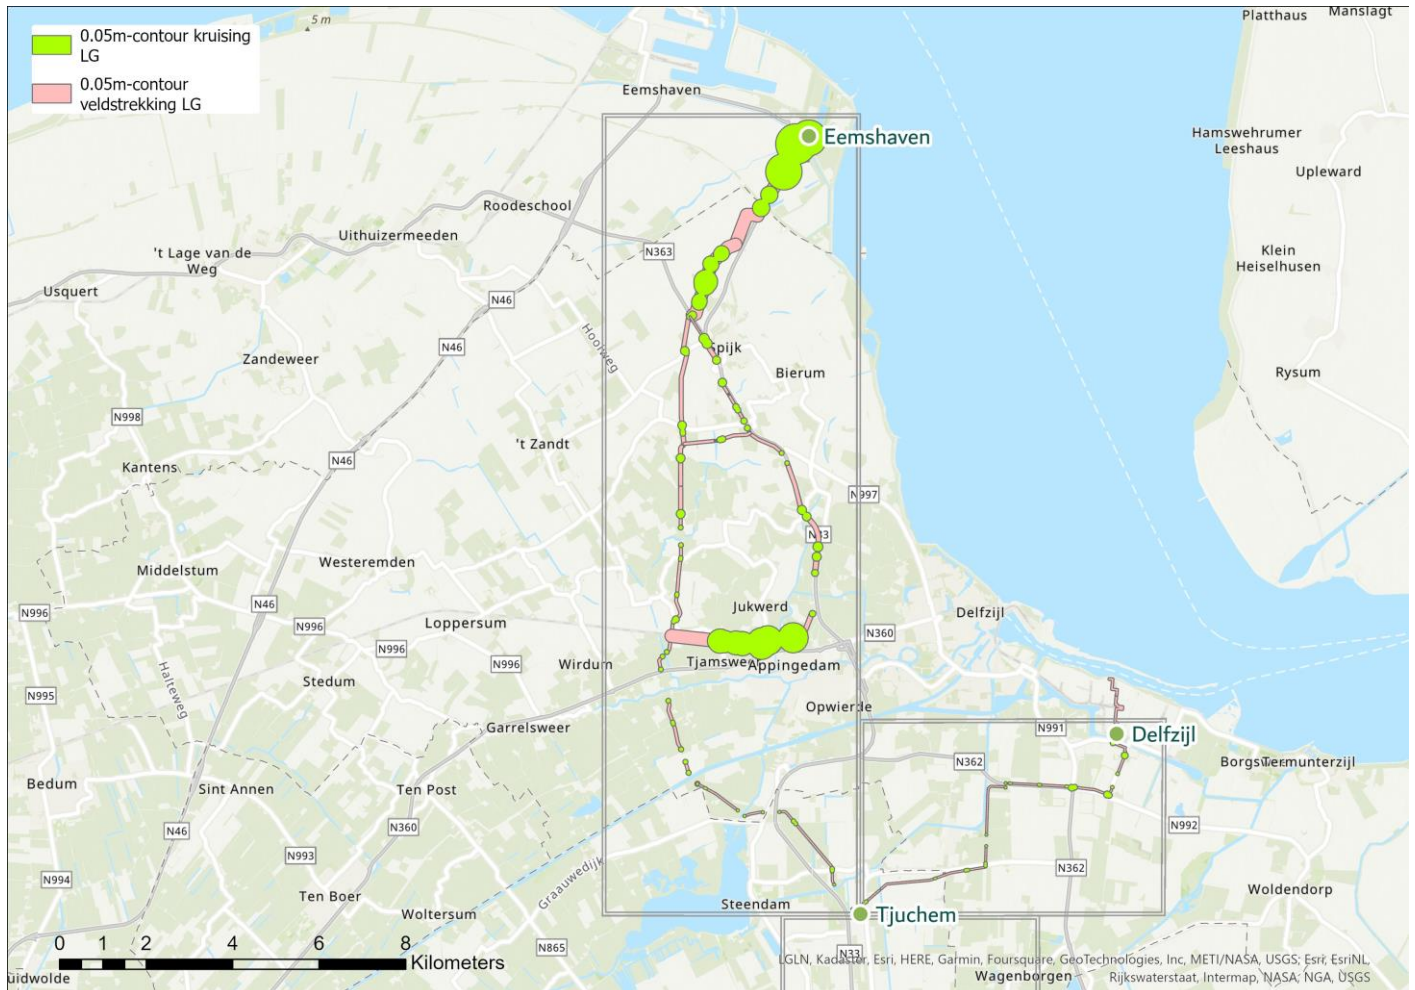 5 m
0.05m-contour kruising
LG
0.05m-contour
veldstrekking LG
Platthaus
Manslagt
Eemshaven
Eemshaven
Hamswehrumer
Leeshaus
Upleward
Roodeschool
Uithuizermeeden
't Lage van de
Weg
N363
Klein
Heiselhusen
Usquert
N46
Hooiweg
N46
Zandeweer
Spijk
Bierum
Rysum
N998
't Zandt
N46
Kantens
N997
N33
Westeremden
Middelstum
N46
Jukwerd
Delfzijl
N996
N996
Loppersum
N360
N996
N996
Wirdum
Tjamsweer
Appingedam
Halteweg
Stedum
N995
Opwierde
Garrelsweer
N991
Delfzijl
N362
Borgsweer
Termunterzijl
Bedum
Sint Annen
Ten Post
N46
N360
N992
N993
Graauwedijk
N994
N362
Ten Boer
Woldendorp
Woltersum
Steendam
Tjuchem
0 1 2 4 6 8
Kilometers
N865
N33
LGLN, Kadaster, Esri, HERE, Garmin, Foursquare, GeoTechnologies, Inc, METI/NASA, USGS; Esri, EsriNL,
Rijkswaterstaat, Intermap, NASA, NGA, USGS
Wagenborgen
uidwolde